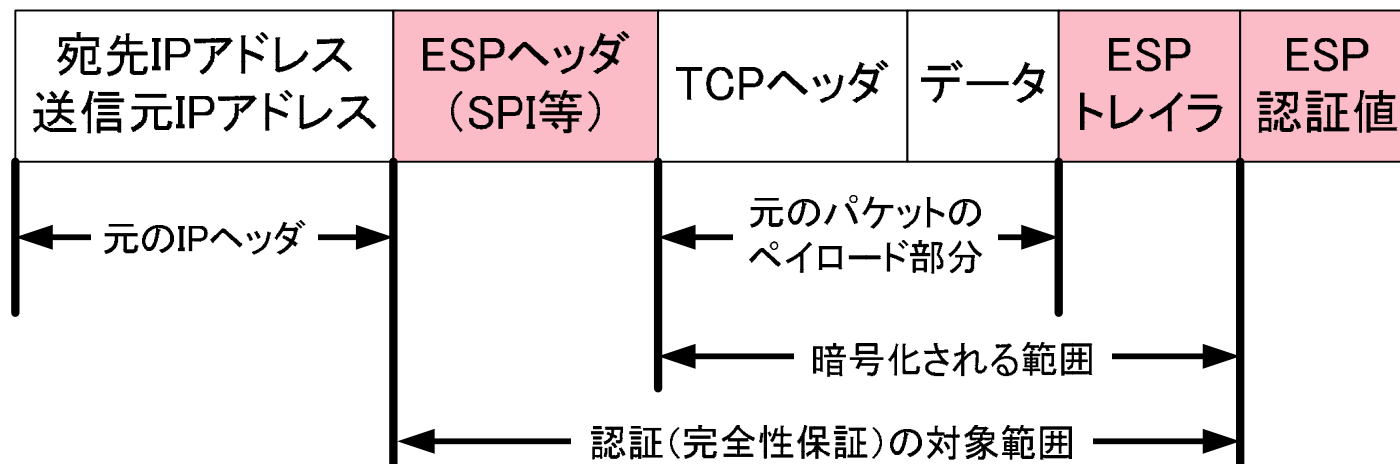 宛先IPアドレス
送信元IPアドレス
ESPヘッダ
（SPI等）
TCPヘッダ
データ
ESP
トレイラ
ESP
認証値
元のIPヘッダ
元のパケットの
ペイロード部分
暗号化される範囲
認証（完全性保証）の対象範囲